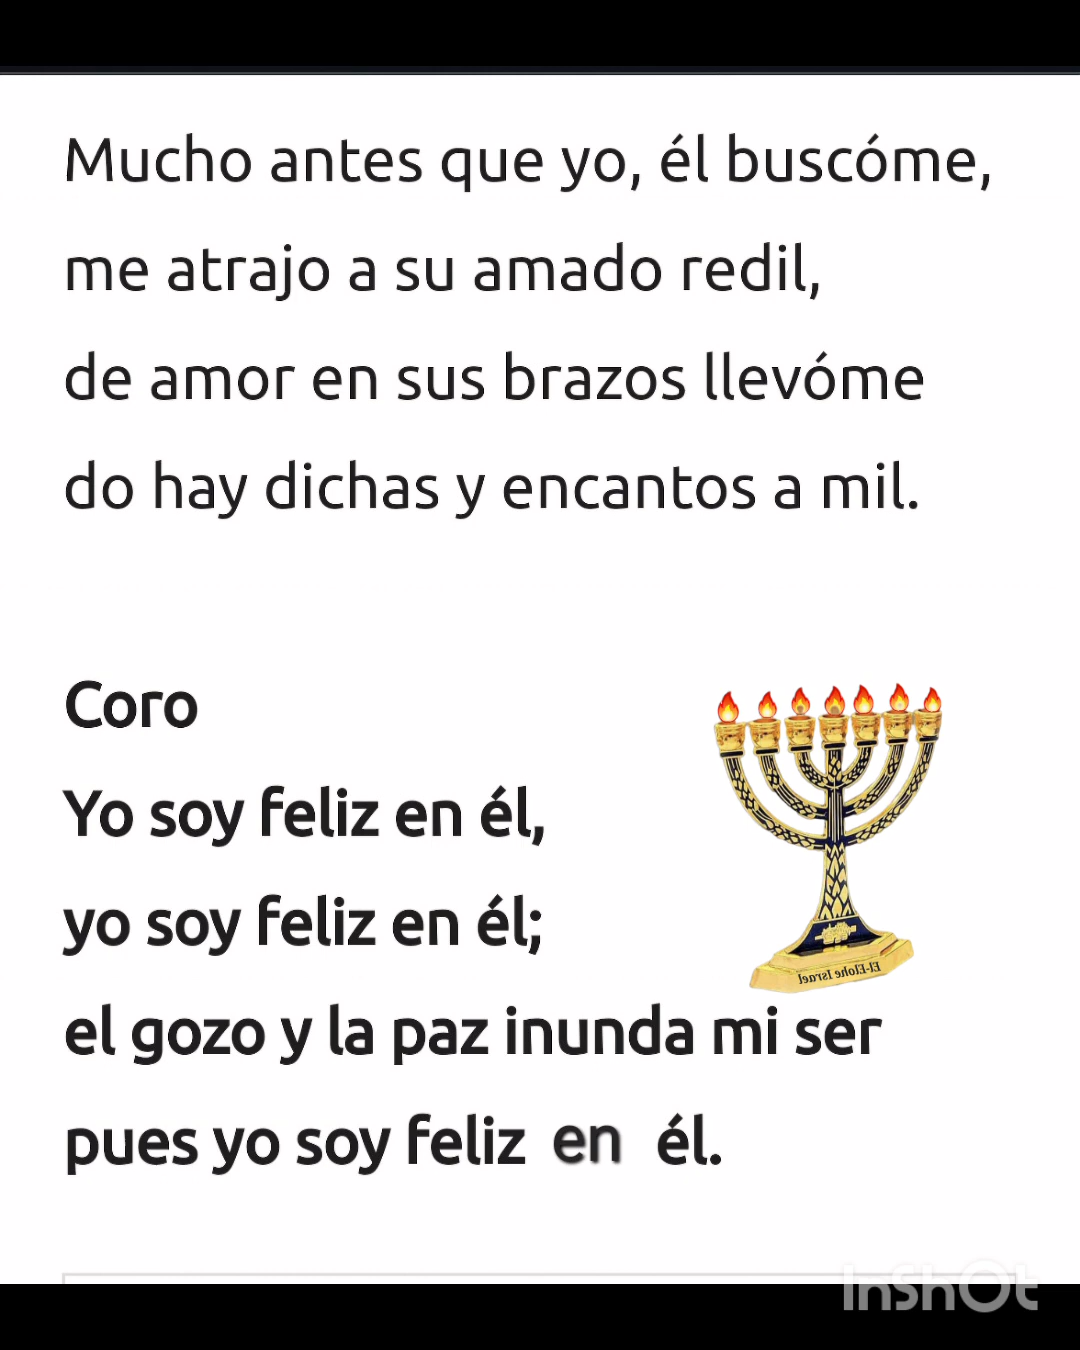 Mucho antes que yo, él buscóme,
me atrajo a su amado redil,
de amor en sus brazos llevóme
do hay dichas y encantos a mil.
Coro
Yo soy feliz en él,
yo soy feliz en él;
El-Elohe Israel
el gozo y la paz inunda mi ser
pues yo soy feliz en él.
InShOt